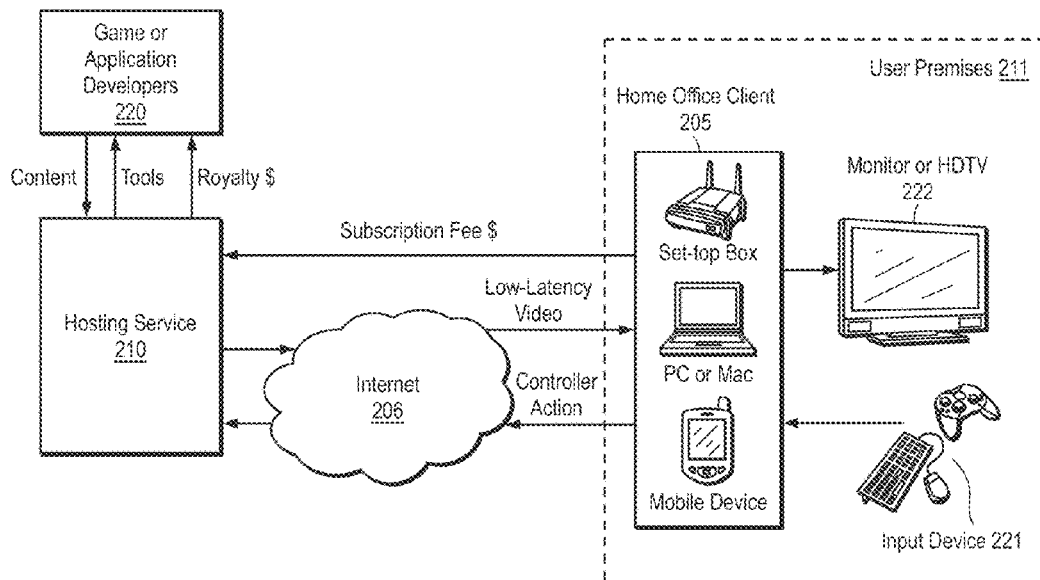 Game or
Application
Developers
220
Content
Tools
Royalty $
Hosting Service
210
Subscription Fee $
Low-Latency
Video
Internet
206
Controller
Action
User Premises 211
Home Office Client
205
Set-top Box
PC or Mac
Mobile Device
Monitor or HDTV
222
Input Device 221